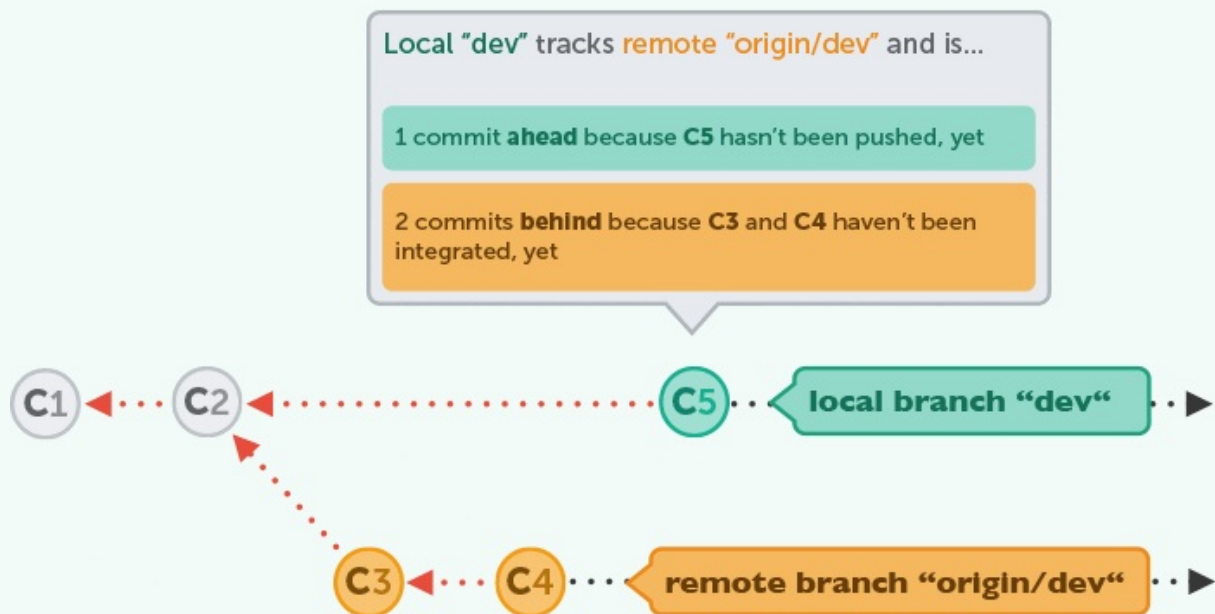 Local “dev” tracks remote “origin/dev” and is...
1 commit ahead because C5 hasn’t been pushed, yet
2 commits behind because C3 and C4 haven’t been
integrated, yet
C1 C2 C5 local branch “dev“
C3 C4 remote branch “origin/dev“